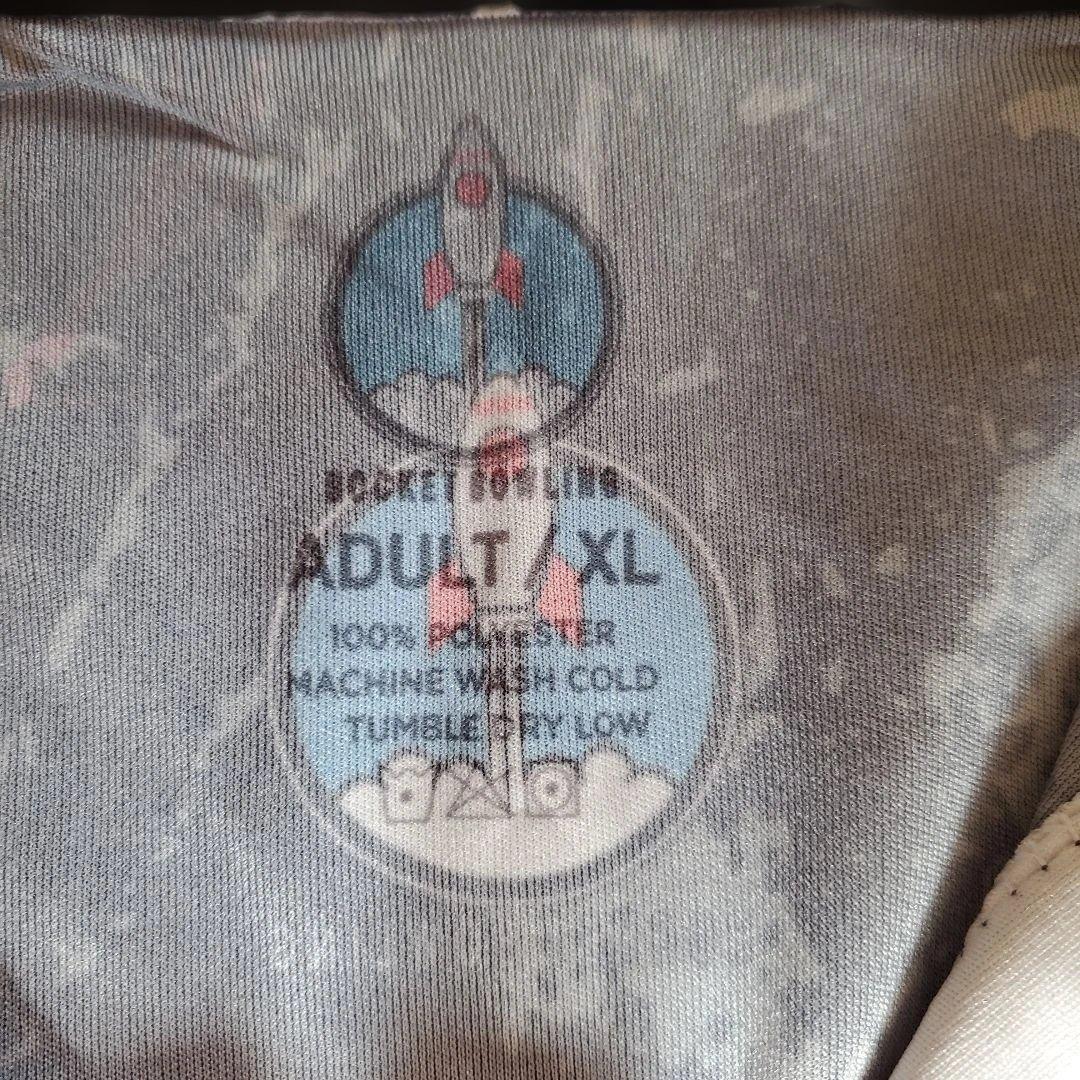 ROCKET BOWLING
ADULT XL
100% POLYESTER
MACHINE WASH COLD
TUMBLE DRY LOW